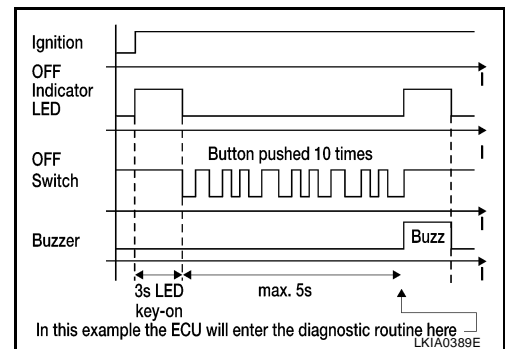 Ignition
OFF
Indicator
LED
OFF
Switch
Button pushed 10 times
Buzzer
Buzz
3s LED
key-on
max. 5s
In this example the ECU will enter the diagnostic routine here
LKIA0389E